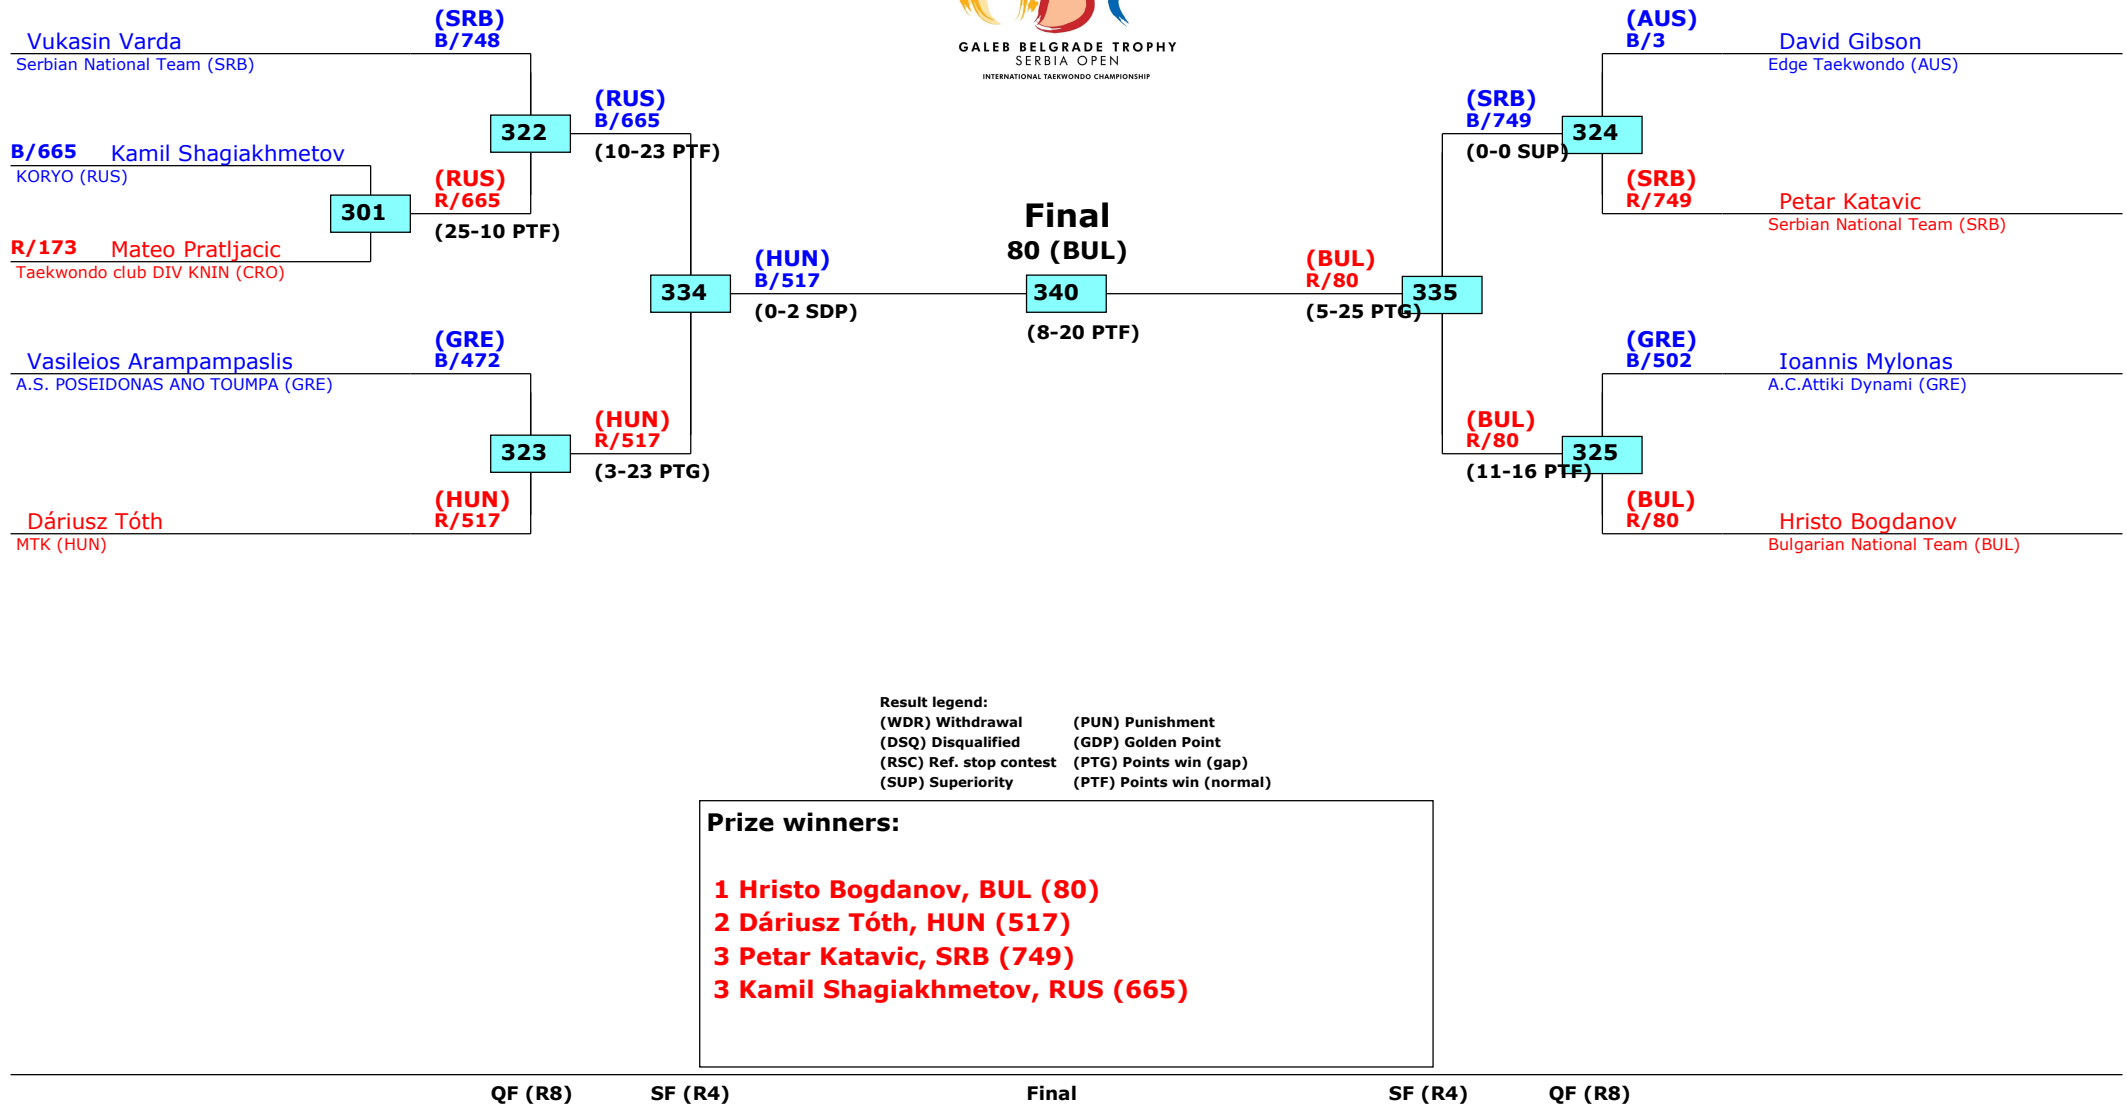 GALEB BELGRADE TROPHY
SERBIA OPEN
INTERNATIONAL TAEKWONDO CHAMPIONSHIP
Vukasin Varda
Serbian National Team (SRB)
(SRB)
B/748
B/665 Kamil Shagiakhmetov
KORYO (RUS)
301
R/173 Mateo Pratljacic
Taekwondo club DIV KNIN (CRO)
(RUS)
R/665
(25-10 PTF)
322
(RUS)
B/665
(10-23 PTF)
Vasileios Arampampaslis
A.S. POSEIDONAS ANO TOUMPA (GRE)
(GRE)
B/472
323
Dáriusz Tóth
MTK (HUN)
(HUN)
R/517
(HUN)
R/517
(3-23 PTG)
334
(HUN)
B/517
(0-2 SDP)
Final
80 (BUL)
340
(8-20 PTF)
(BUL)
R/80
(5-25 PTG)
335
(SRB)
B/749
(0-0 SUP)
324
(AUS)
B/3
David Gibson
Edge Taekwondo (AUS)
(SRB)
R/749
Petar Katavic
Serbian National Team (SRB)
(BUL)
R/80
(11-16 PTF)
325
(GRE)
B/502
Ioannis Mylonas
A.C.Attiki Dynami (GRE)
(BUL)
R/80
Hristo Bogdanov
Bulgarian National Team (BUL)
Result legend:
(WDR) Withdrawal (PUN) Punishment
(DSQ) Disqualified (GDP) Golden Point
(RSC) Ref. stop contest (PTG) Points win (gap)
(SUP) Superiority (PTF) Points win (normal)
Prize winners:
1 Hristo Bogdanov, BUL (80)
2 Dáriusz Tóth, HUN (517)
3 Petar Katavic, SRB (749)
3 Kamil Shagiakhmetov, RUS (665)
QF (R8) SF (R4) Final SF (R4) QF (R8)